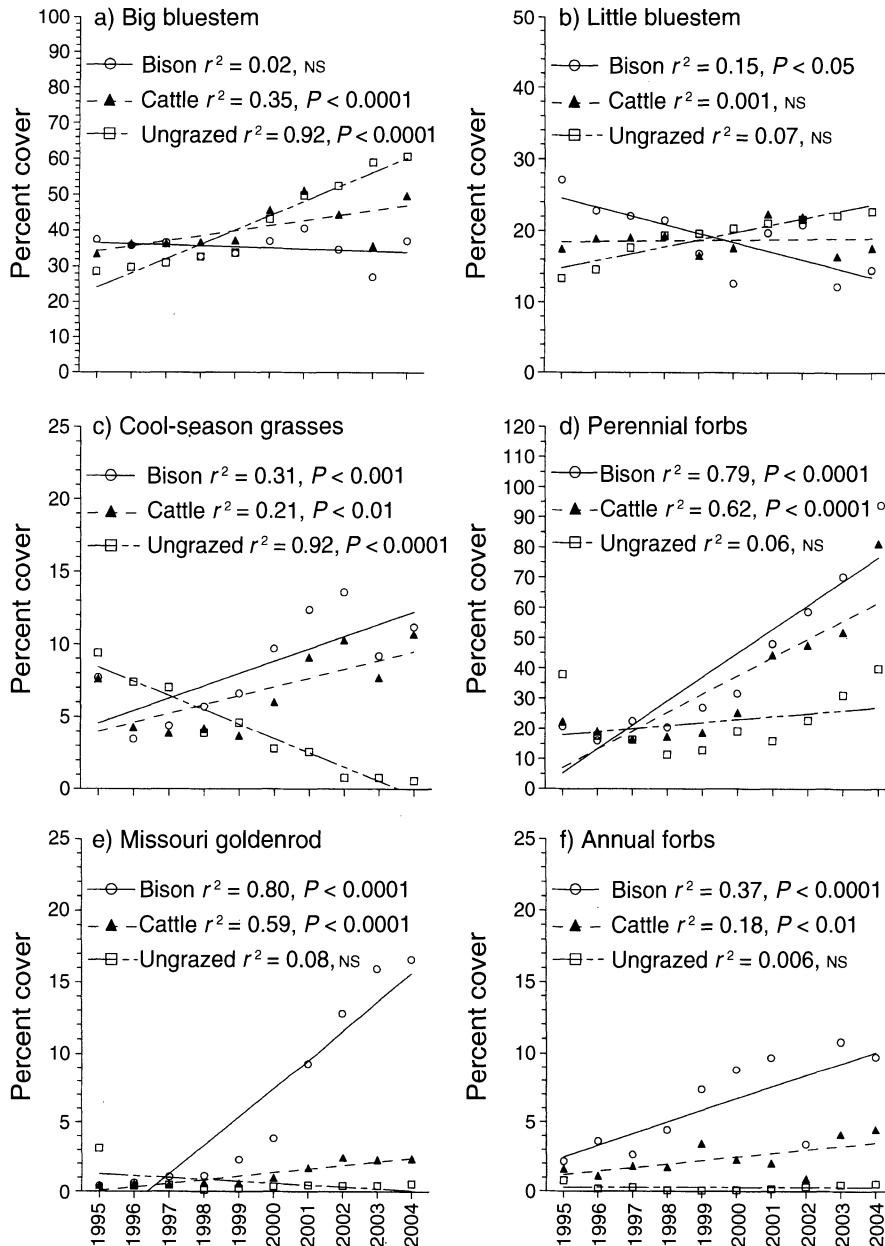 a) Big bluestem
Bison r² = 0.02, NS
Cattle r² = 0.35, P < 0.0001
Ungrazed r² = 0.92, P < 0.0001
Percent cover
100
90
80
70
60
50
40
30
20
10
0
b) Little bluestem
Bison r² = 0.15, P < 0.05
Cattle r² = 0.001, NS
Ungrazed r² = 0.07, NS
Percent cover
50
40
30
20
10
0
c) Cool-season grasses
Bison r² = 0.31, P < 0.001
Cattle r² = 0.21, P < 0.01
Ungrazed r² = 0.92, P < 0.0001
Percent cover
25
20
15
10
5
0
d) Perennial forbs
Bison r² = 0.79, P < 0.0001
Cattle r² = 0.62, P < 0.0001
Ungrazed r² = 0.06, NS
Percent cover
120
110
100
90
80
70
60
50
40
30
20
10
0
e) Missouri goldenrod
Bison r² = 0.80, P < 0.0001
Cattle r² = 0.59, P < 0.0001
Ungrazed r² = 0.08, NS
Percent cover
25
20
15
10
5
0
1995
1996
1997
1998
1999
2000
2001
2002
2003
2004
f) Annual forbs
Bison r² = 0.37, P < 0.0001
Cattle r² = 0.18, P < 0.01
Ungrazed r² = 0.006, NS
Percent cover
25
20
15
10
5
0
1995
1996
1997
1998
1999
2000
2001
2002
2003
2004